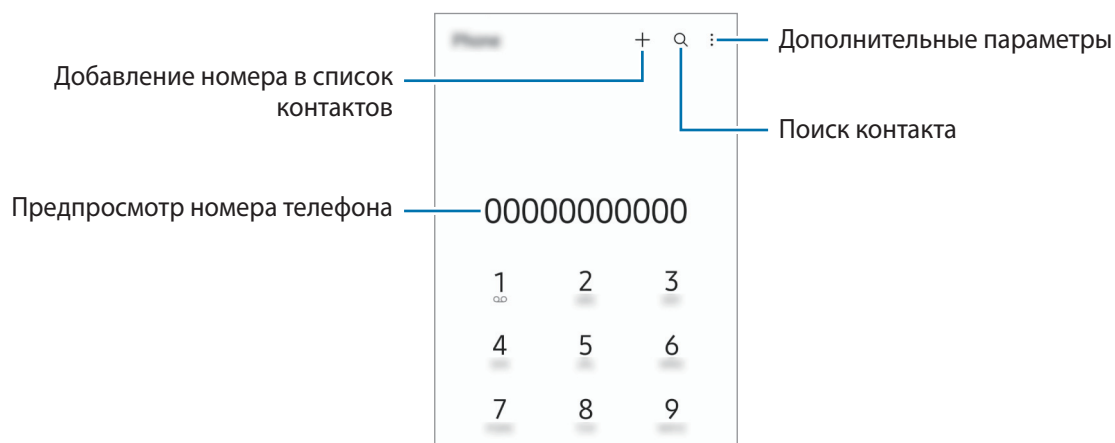 Дополнительные параметры
Добавление номера в список
контактов
Поиск контакта
Предпросмотр номера телефона
00000000000
1 2 3
4 5 6
7 8 9